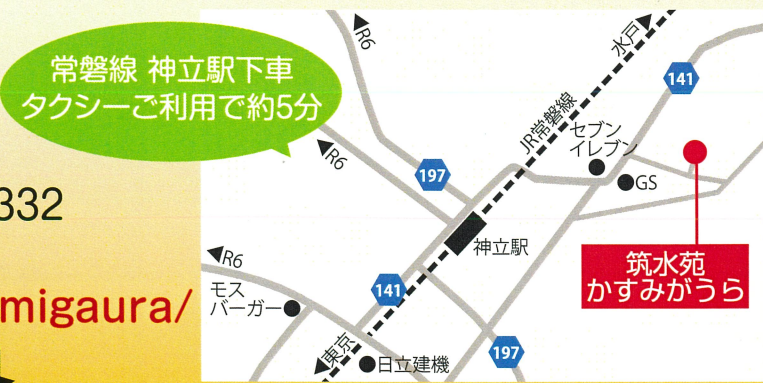 常磐線 神立駅下車
タクシーご利用で約5分
332
migaura/
R6
水戸
141
JR常磐線
セブン
イレブン
GS
R6
197
神立駅
筑水苑
かすみがうら
R6
モス
バーガー
141
東京
日立建機
197